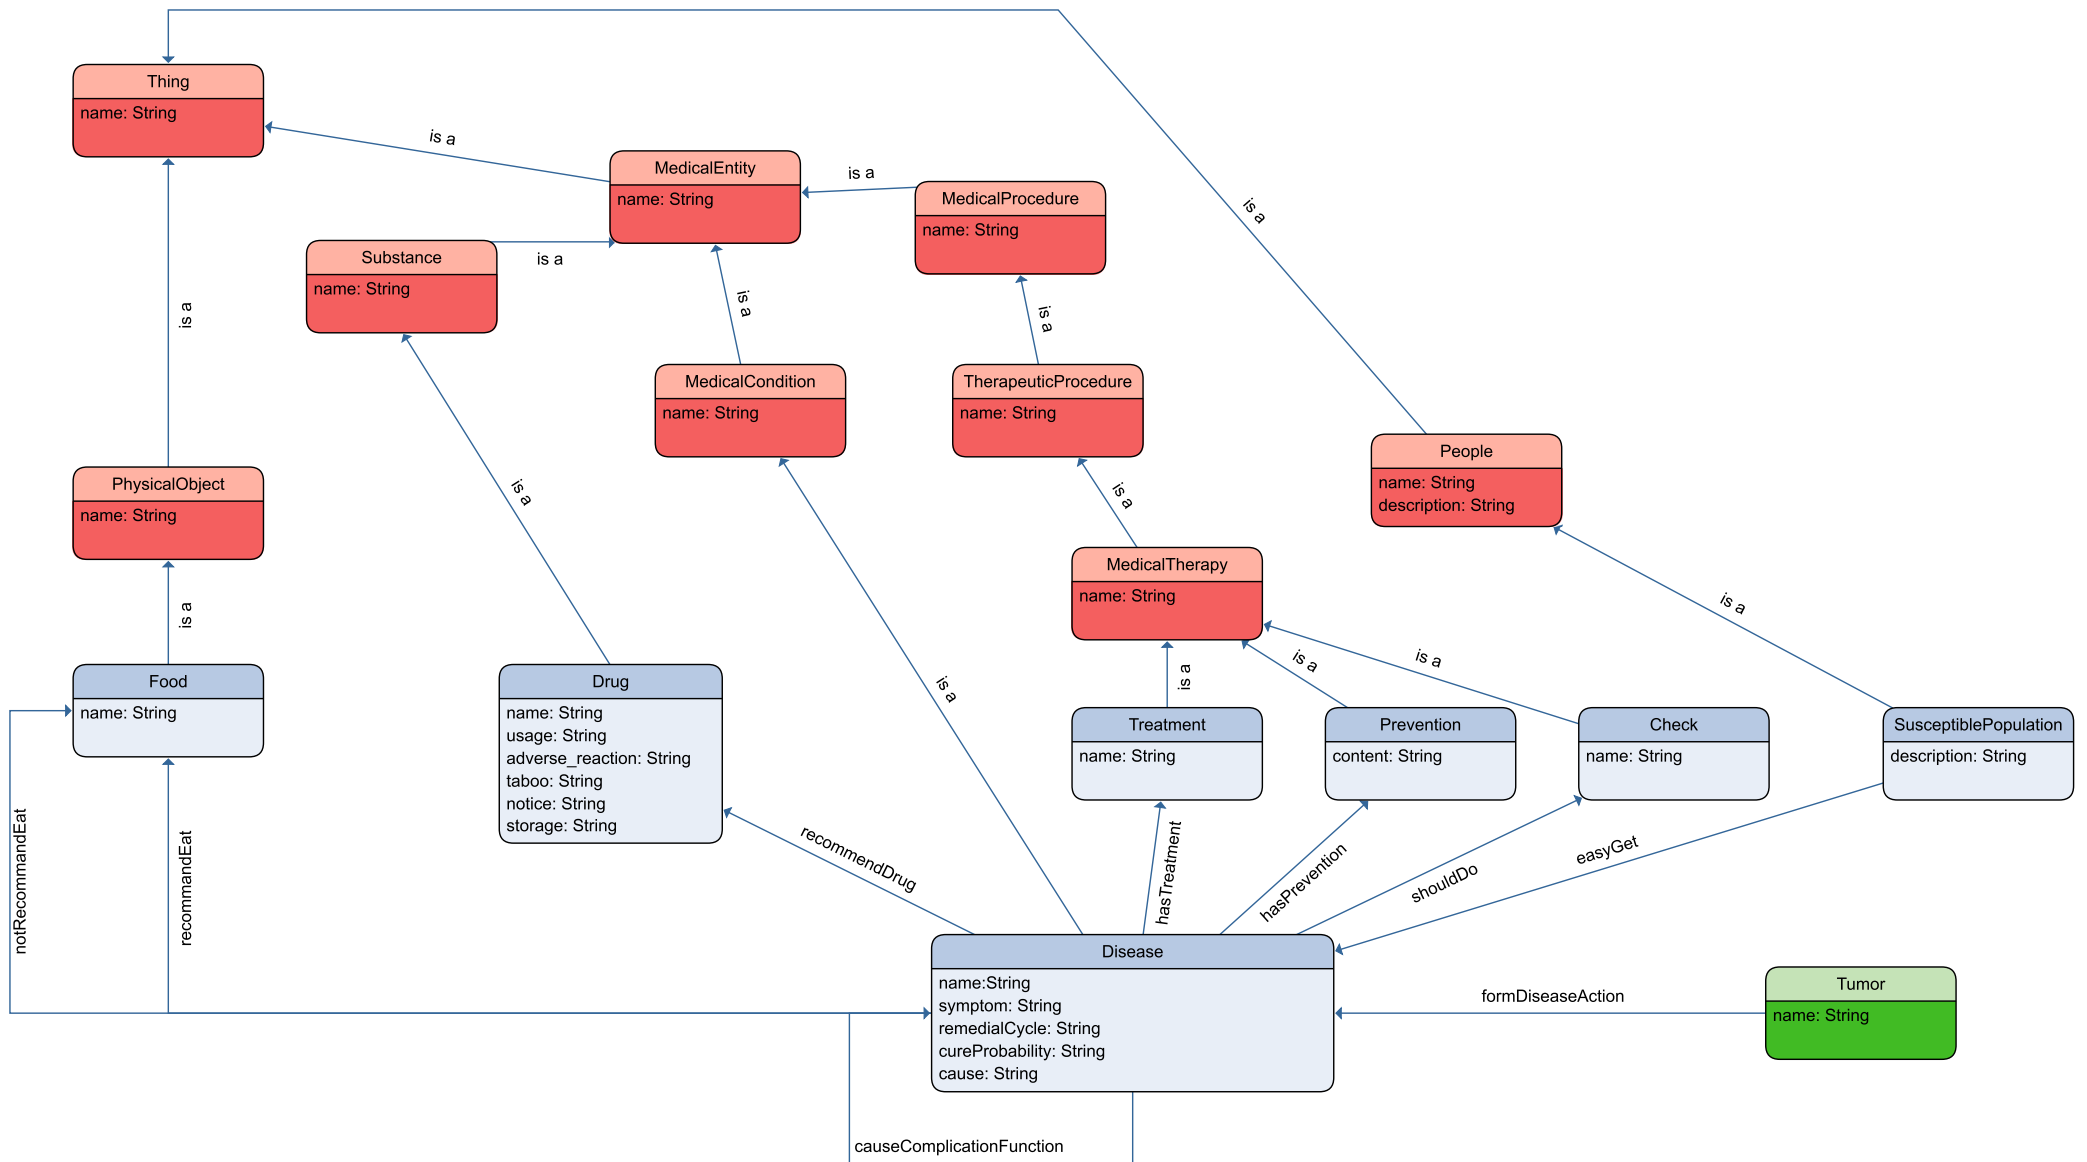 Thing
name: String
is a
MedicalEntity
name: String
is a
MedicalProcedure
name: String
is a
Substance
name: String
is a
is a
is a
is a
MedicalCondition
name: String
TherapeuticProcedure
name: String
People
name: String
description: String
PhysicalObject
name: String
is a
is a
MedicalTherapy
name: String
is a
is a
Food
name: String
Drug
name: String
usage: String
adverse_reaction: String
taboo: String
notice: String
storage: String
is a
is a
is a
is a
Treatment
name: String
Prevention
content: String
Check
name: String
SusceptiblePopulation
description: String
notRecommandEat
recommandEat
recommendDrug
hasTreatment
hasPrevention
shouldDo
easyGet
Disease
name:String
symptom: String
remedialCycle: String
cureProbability: String
cause: String
formDiseaseAction
Tumor
name: String
causeComplicationFunction